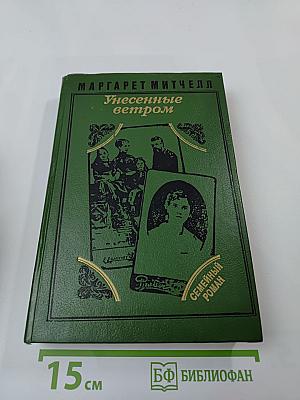 МАРГАРЕТ МИТЧЕЛЛ
Унесенные
ветром
СЕМЕЙНЫЙ
РОМАН
15 см
БФ БИБЛИОФАН